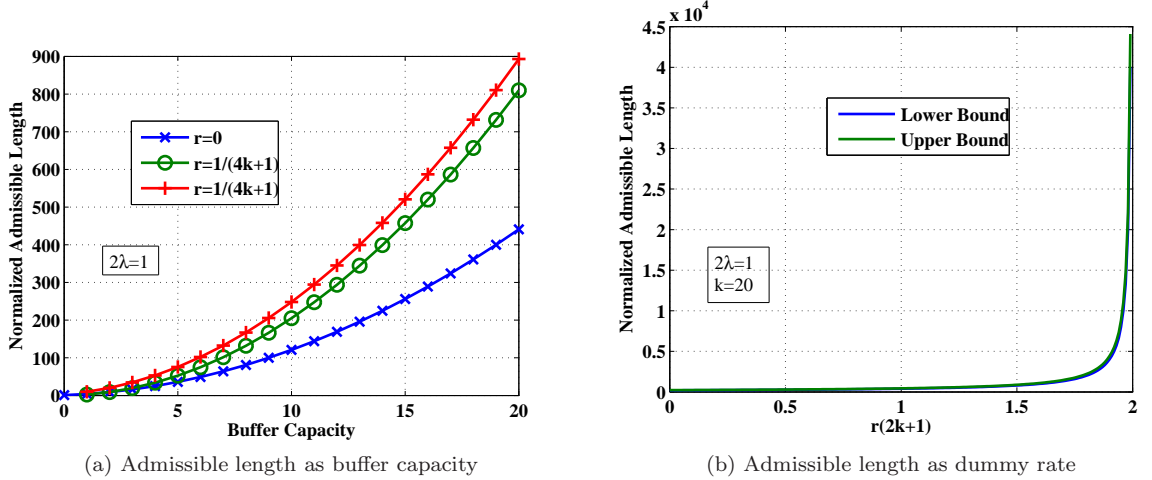 900
800
700
600
500
400
300
200
100
0
Normalized Admissible Length
r=0
r=1/(4k+1)
r=1/(4k+1)
2λ=1
0 5 10 15 20
Buffer Capacity
(a) Admissible length as buffer capacity
x 10^4
4.5
4
3.5
3
2.5
2
1.5
1
0.5
0
Normalized Admissible Length
Lower Bound
Upper Bound
2λ=1
k=20
0 0.5 1 1.5 2
r(2k+1)
(b) Admissible length as dummy rate